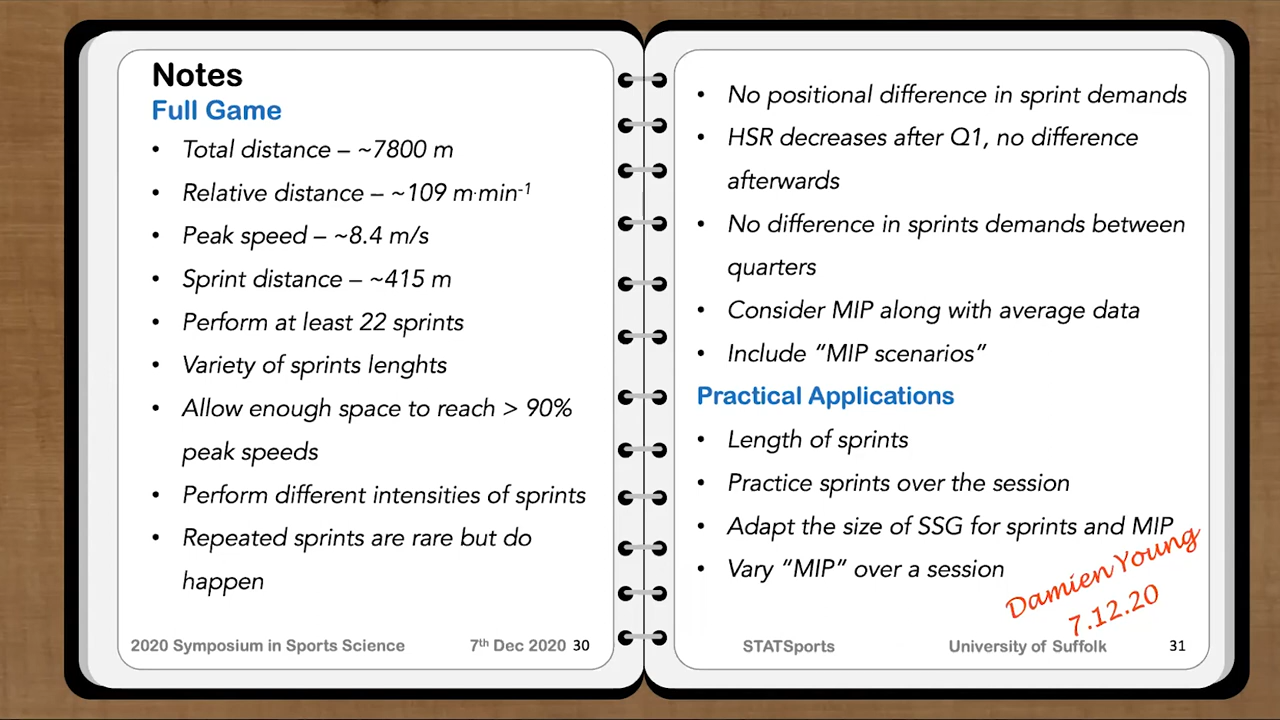 Notes
Full Game
• Total distance – ~7800 m
• Relative distance – ~109 m·min-1
• Peak speed – ~8.4 m/s
• Sprint distance – ~415 m
• Perform at least 22 sprints
• Variety of sprints lenghts
• Allow enough space to reach > 90%
peak speeds
• Perform different intensities of sprints
• Repeated sprints are rare but do
happen
2020 Symposium in Sports Science 7th Dec 2020 30
• No positional difference in sprint demands
• HSR decreases after Q1, no difference
afterwards
• No difference in sprints demands between
quarters
• Consider MIP along with average data
• Include “MIP scenarios”
Practical Applications
• Length of sprints
• Practice sprints over the session
• Adapt the size of SSG for sprints and MIP
• Vary “MIP” over a session
Damien Young
7.12.20
STATSports University of Suffolk 31